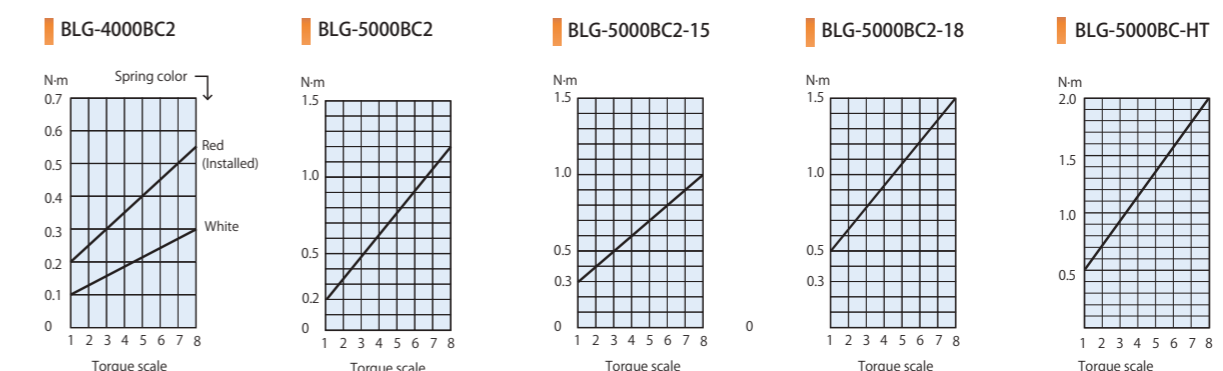 BLG-4000BC2
N·m
Spring color
0.7
0.6
0.5
0.4
0.3
0.2
0.1
0
Red
(Installed)
White
1 2 3 4 5 6 7 8
Torque scale
BLG-5000BC2
N·m
1.5
1.0
0.5
0.2
0
1 2 3 4 5 6 7 8
Torque scale
BLG-5000BC2-15
N·m
1.5
1.0
0.5
0.3
0
1 2 3 4 5 6 7 8
Torque scale
BLG-5000BC2-18
N·m
1.5
1.0
0.5
0.3
0
1 2 3 4 5 6 7 8
Torque scale
BLG-5000BC-HT
N·m
2.0
1.5
1.0
0.5
1 2 3 4 5 6 7 8
Torque scale